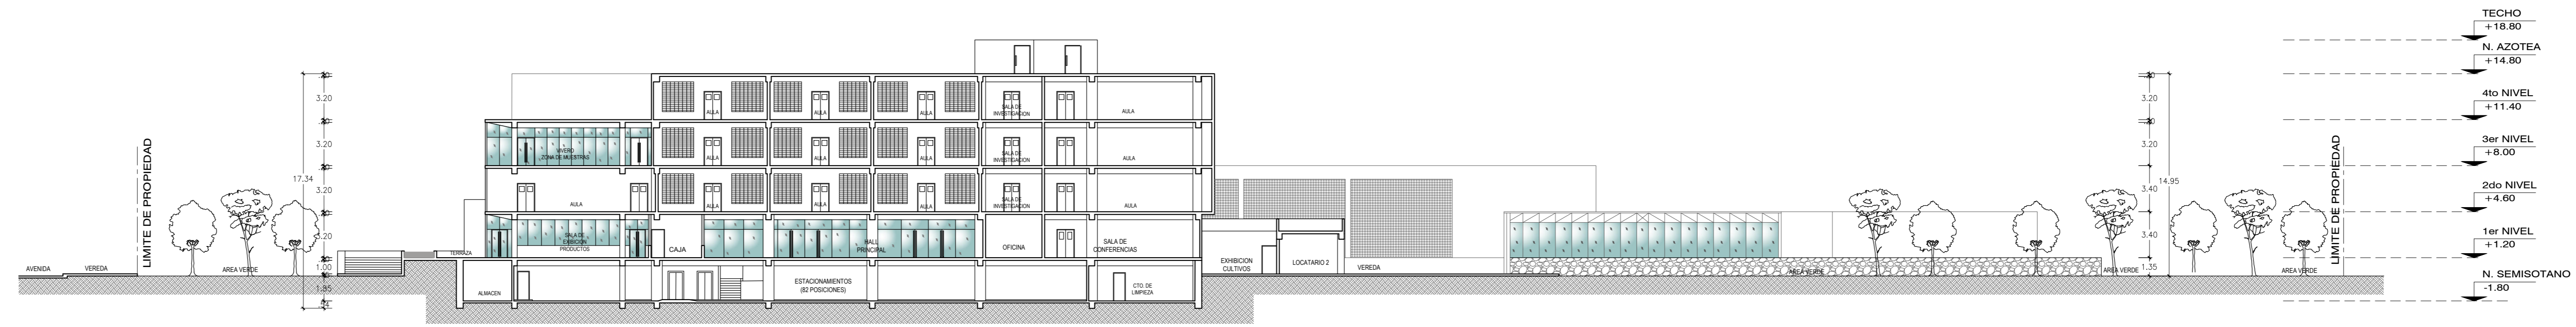 TECHO
+18.80
N. AZOTEA
+14.80
4to NIVEL
+11.40
3er NIVEL
+8.00
2do NIVEL
+4.60
1er NIVEL
+1.20
N. SEMISOTANO
-1.80
LIMITE DE PROPIEDAD
LIMITE DE PROPIEDAD
17.34
3.20
3.20
3.20
3.20
1.00
1.85
14.95
3.20
3.20
3.40
3.40
1.35
AULA
AULA
AULA
SALA DE
INVESTIGACION
AULA
VIVERO
ZONA DE MUESTRAS
AULA
AULA
AULA
SALA DE
INVESTIGACION
AULA
AULA
AULA
AULA
AULA
SALA DE
INVESTIGACION
AULA
SALA DE
EXIBICION
PRODUCTOS
CAJA
HALL
PRINCIPAL
OFICINA
SALA DE
CONFERENCIAS
TERRAZA
AVENIDA
VEREDA
AREA VERDE
ALMACEN
ESTACIONAMIENTOS
(82 POSICIONES)
CTO. DE
LIMPIEZA
EXHIBICION
CULTIVOS
LOCATARIO 2
VEREDA
AREA VERDE
AREA VERDE
AREA VERDE